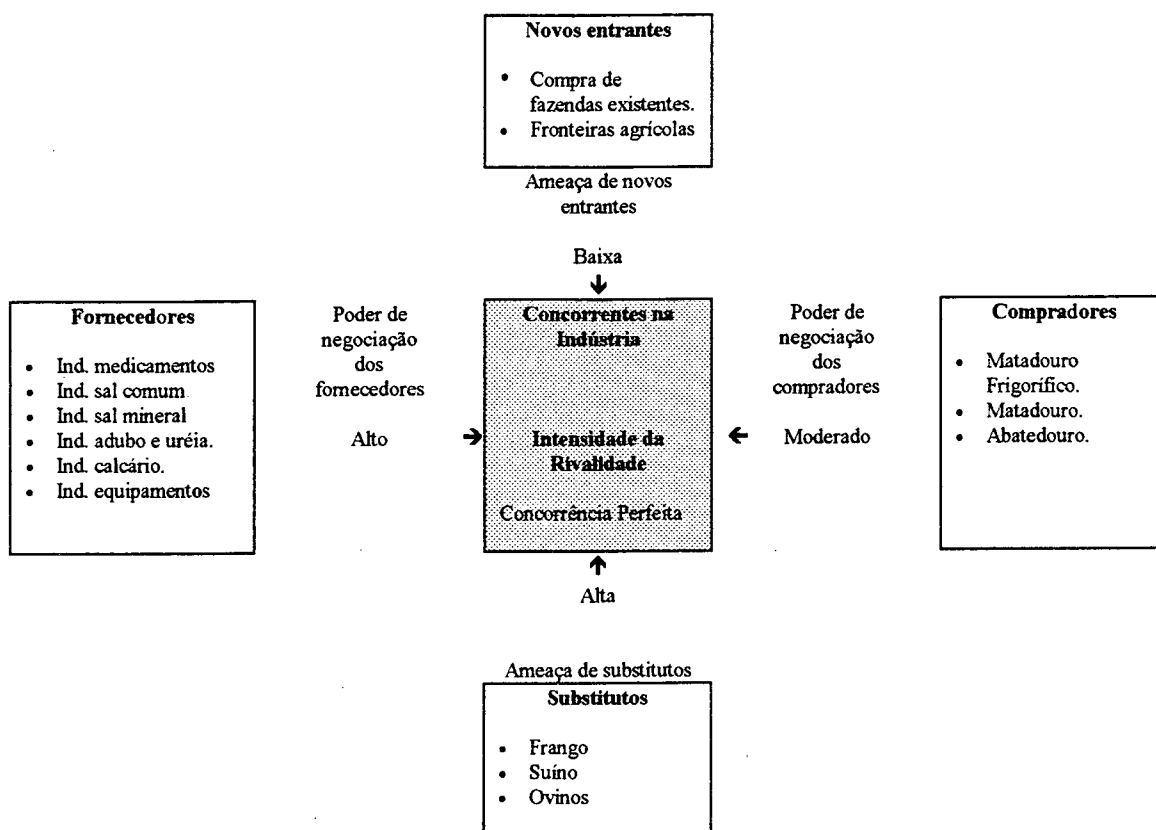 Novos entrantes
• Compra de
fazendas existentes.
• Fronteiras agrícolas
Ameaça de novos
entrantes
Baixa
Fornecedores
• Ind. medicamentos
• Ind. sal comum
• Ind. sal mineral
• Ind. adubo e uréia.
• Ind. calcário.
• Ind. equipamentos
Poder de
negociação
dos
fornecedores
Alto
Concorrentes na
Indústria
Intensidade da
Rivalidade
Concorrência Perfeita
Poder de
negociação
dos
compradores
Moderado
Compradores
• Matadouro
Frigorífico.
• Matadouro.
• Abatedouro.
Alta
Ameaça de substitutos
Substitutos
• Frango
• Suíno
• Ovinos